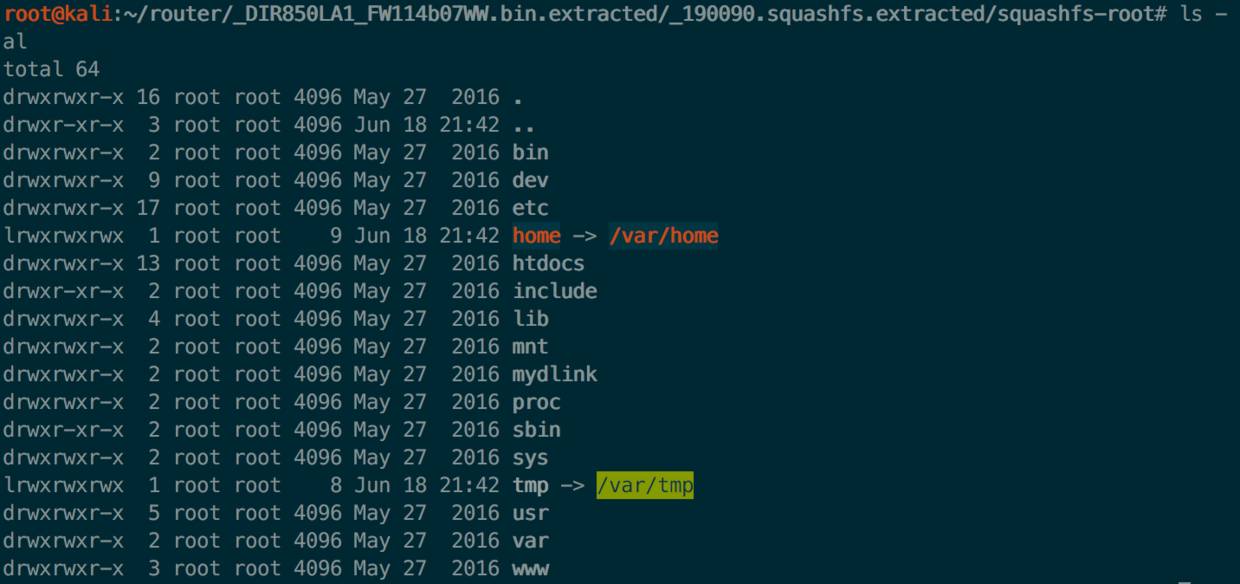 root@kali:~/router/_DIR850LA1_FW114b07WW.bin.extracted/_190090.squashfs.extracted/squashfs-root# ls -
al
total 64
drwxrwxr-x 16 root root 4096 May 27  2016 .
drwxr-xr-x  3 root root 4096 Jun 18 21:42 ..
drwxrwxr-x  2 root root 4096 May 27  2016 bin
drwxrwxr-x  9 root root 4096 May 27  2016 dev
drwxrwxr-x 17 root root 4096 May 27  2016 etc
lrwxrwxrwx  1 root root    9 Jun 18 21:42 home -> /var/home
drwxrwxr-x 13 root root 4096 May 27  2016 htdocs
drwxr-xr-x  2 root root 4096 May 27  2016 include
drwxrwxr-x  4 root root 4096 May 27  2016 lib
drwxrwxr-x  2 root root 4096 May 27  2016 mnt
drwxrwxr-x  2 root root 4096 May 27  2016 mydlink
drwxrwxr-x  2 root root 4096 May 27  2016 proc
drwxr-xr-x  2 root root 4096 May 27  2016 sbin
drwxrwxr-x  2 root root 4096 May 27  2016 sys
lrwxrwxrwx  1 root root    8 Jun 18 21:42 tmp -> /var/tmp
drwxrwxr-x  5 root root 4096 May 27  2016 usr
drwxrwxr-x  2 root root 4096 May 27  2016 var
drwxrwxr-x  3 root root 4096 May 27  2016 www